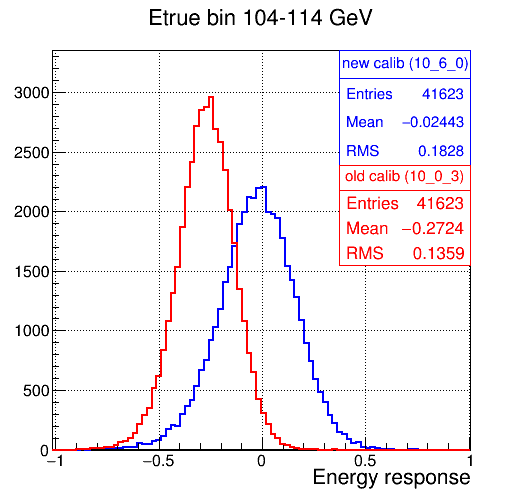 Etrue bin 104-114 GeV
new calib (10_6_0)
Entries 41623
Mean −0.02443
RMS 0.1828
old calib (10_0_3)
Entries 41623
Mean −0.2724
RMS 0.1359
3000
2500
2000
1500
1000
500
0
−1 −0.5 0 0.5 1
Energy response